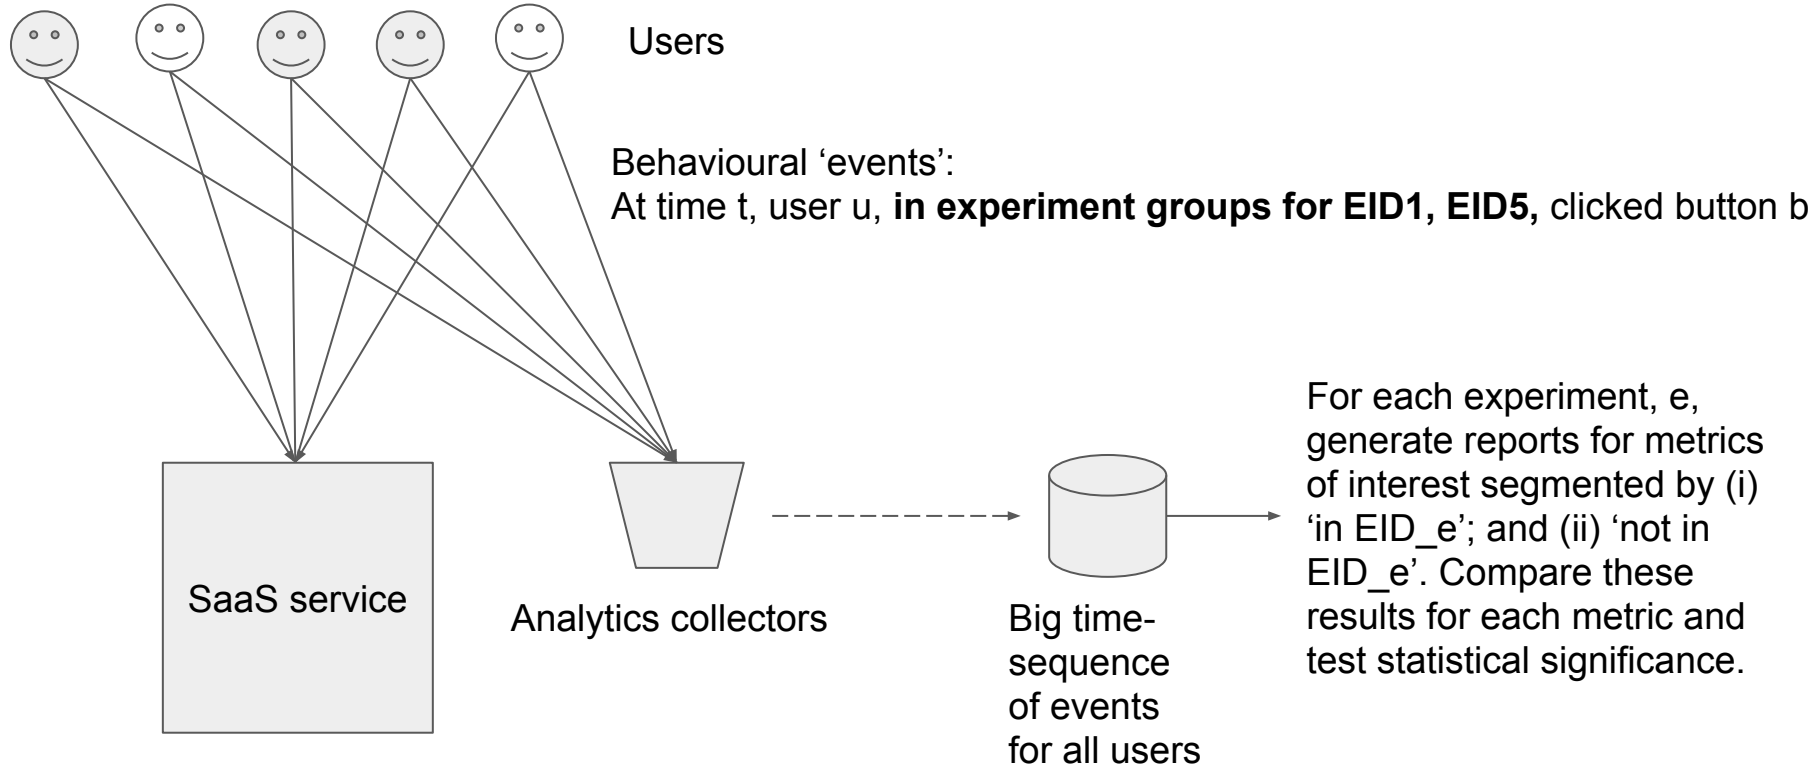 Users
Behavioural ‘events’:
At time t, user u, in experiment groups for EID1, EID5, clicked button b
For each experiment, e,
generate reports for metrics
of interest segmented by (i)
‘in EID_e’; and (ii) ‘not in
EID_e’. Compare these
results for each metric and
test statistical significance.
SaaS service
Analytics collectors
Big time-
sequence
of events
for all users